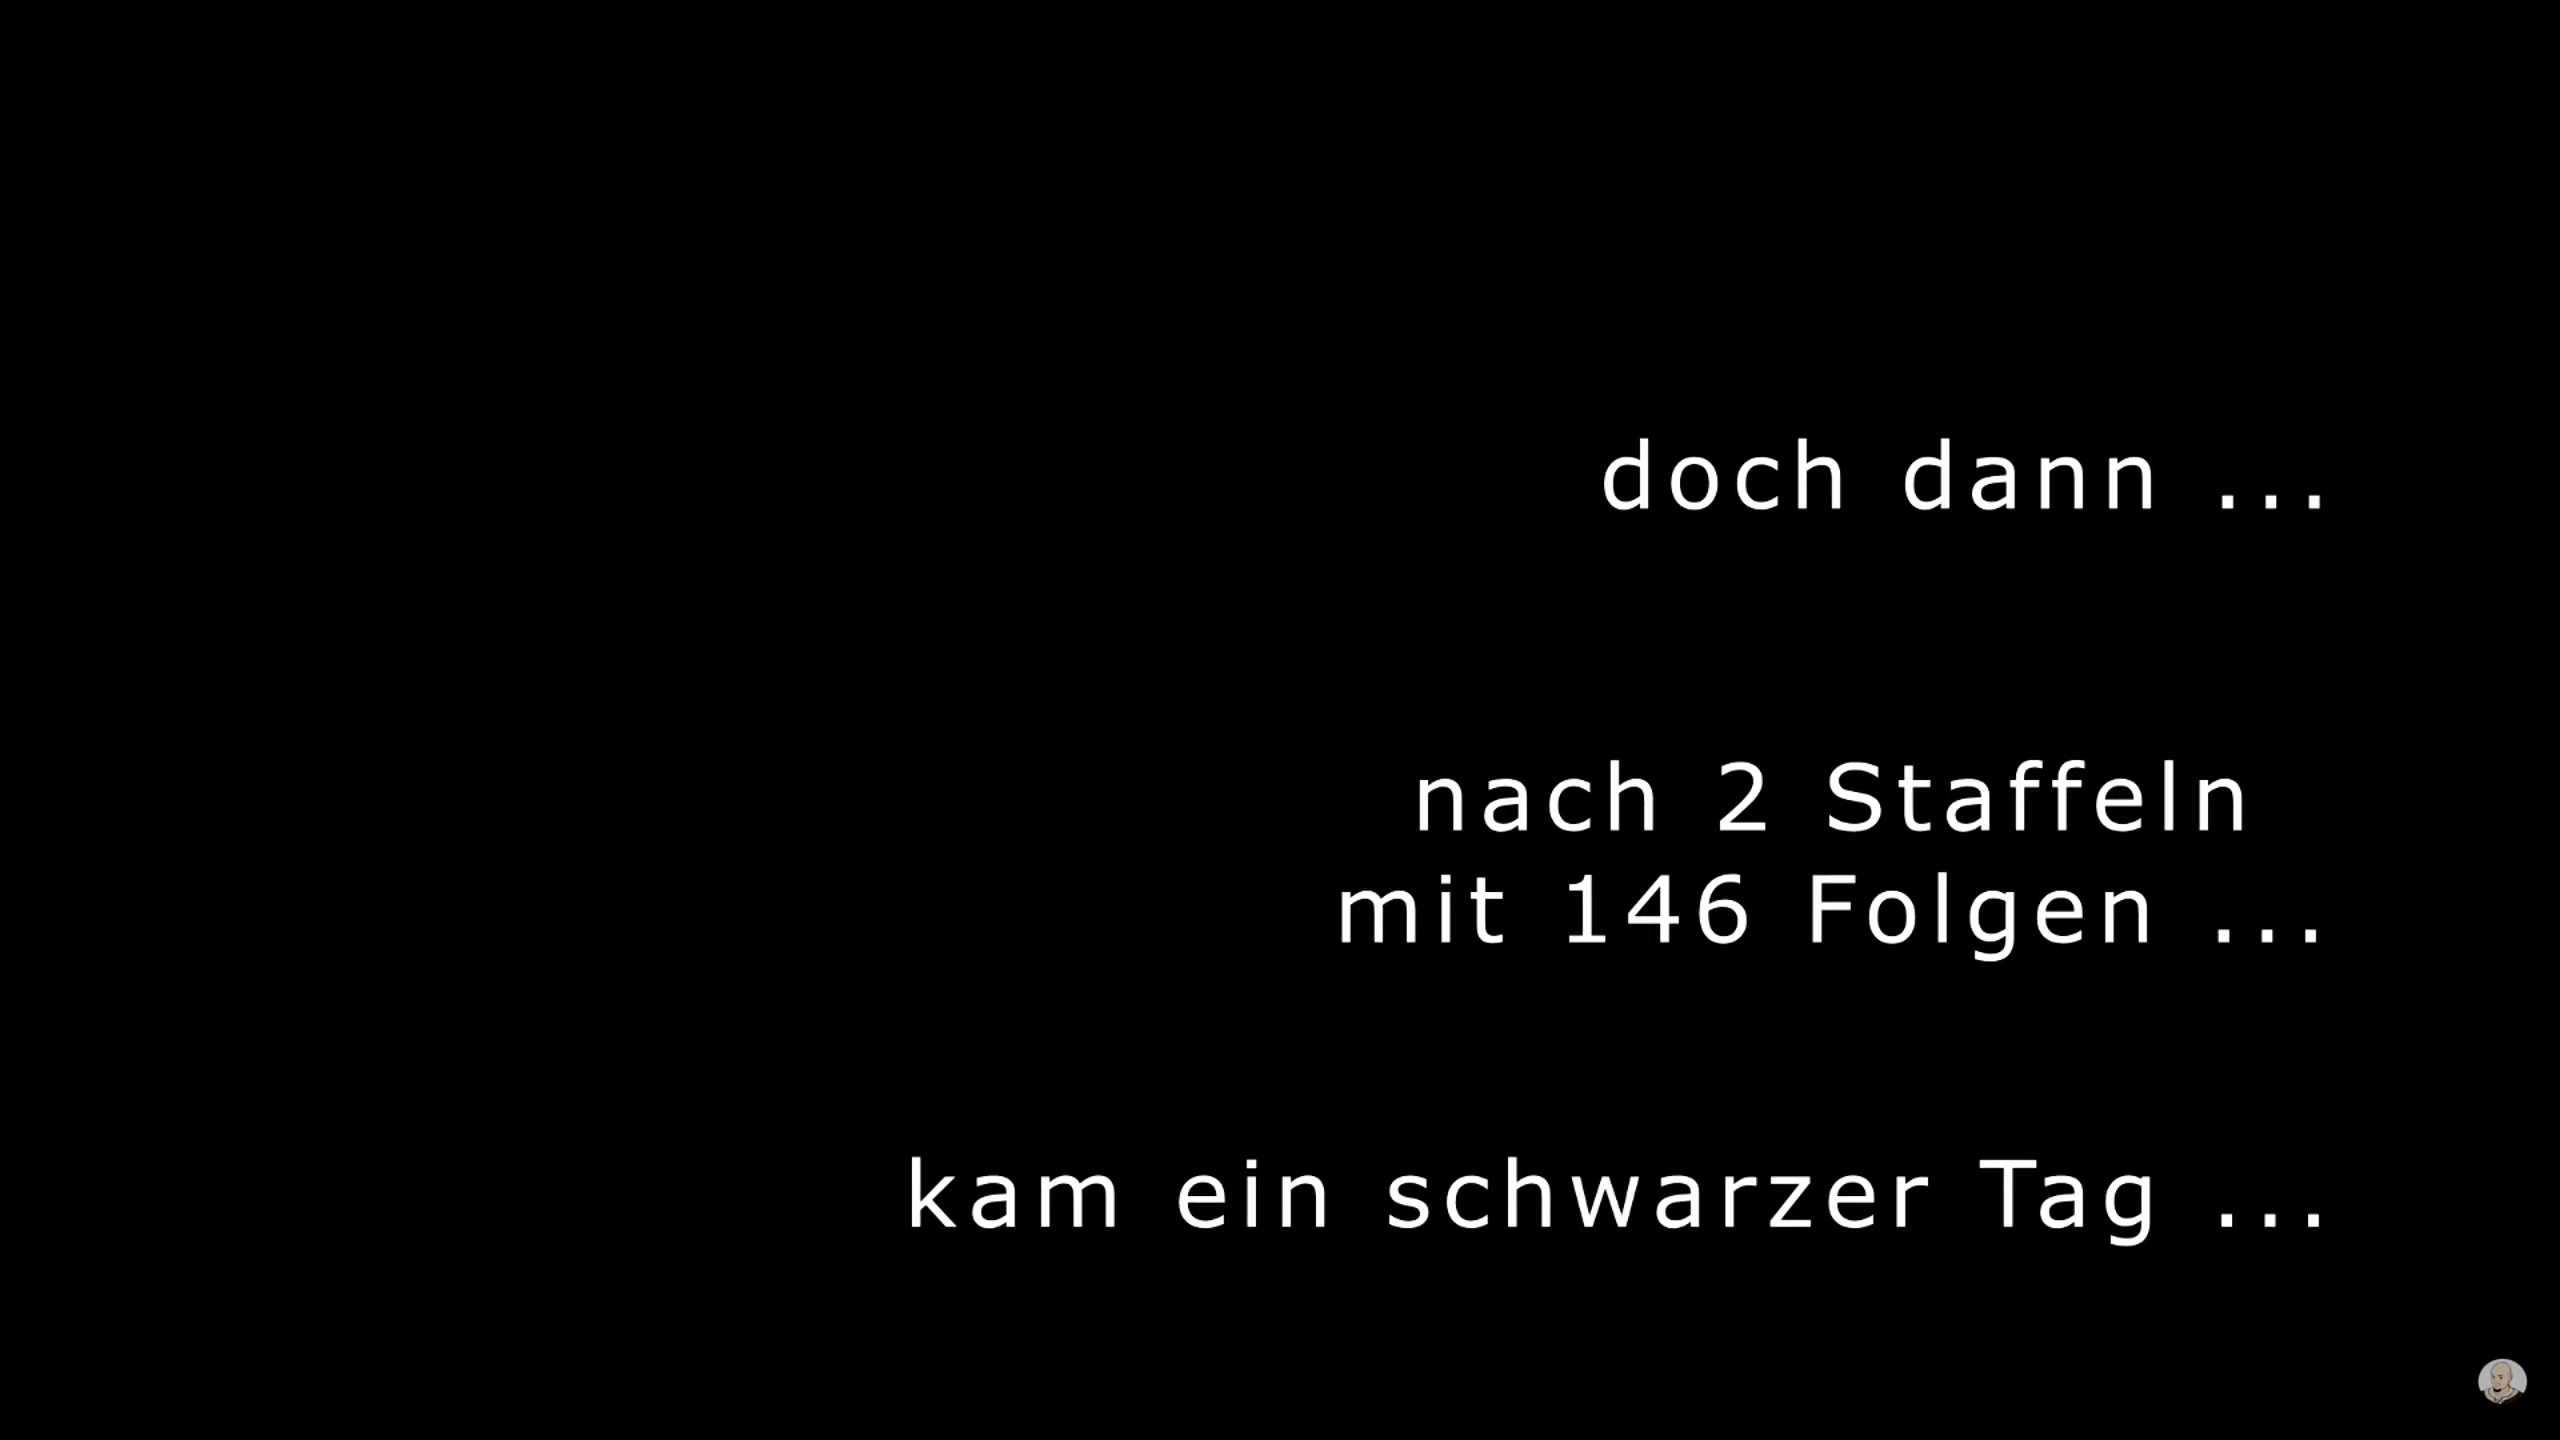 doch dann ...
nach 2 Staffeln
mit 146 Folgen ...
kam ein schwarzer Tag ...